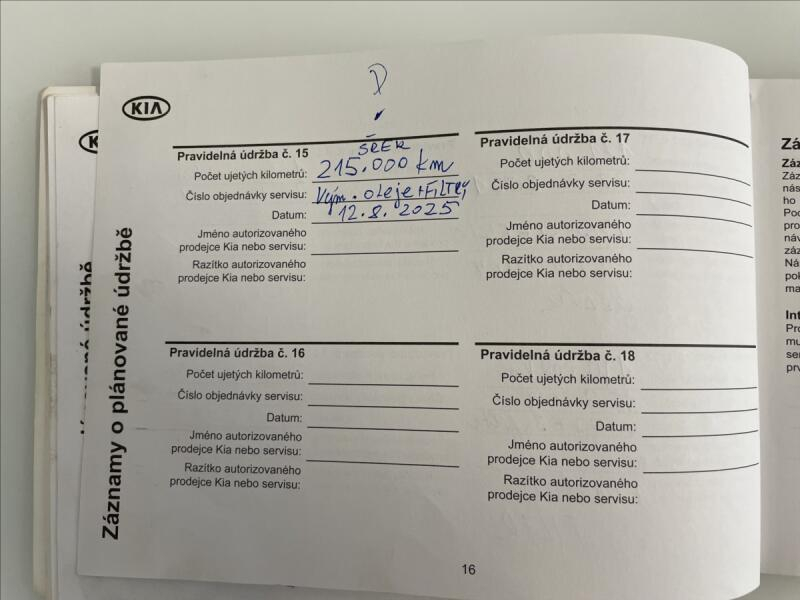 KIA
Záznamy o plánované údržbě
Pravidelná údržba č. 15
Počet ujetých kilometrů: 215.000 km
Číslo objednávky servisu: Vým. oleje + FiLTRY
Datum: 12.8.2025
Jméno autorizovaného
prodejce Kia nebo servisu:
Razítko autorizovaného
prodejce Kia nebo servisu:
Pravidelná údržba č. 16
Počet ujetých kilometrů:
Číslo objednávky servisu:
Datum:
Jméno autorizovaného
prodejce Kia nebo servisu:
Razítko autorizovaného
prodejce Kia nebo servisu:
Pravidelná údržba č. 17
Počet ujetých kilometrů:
Číslo objednávky servisu:
Datum:
Jméno autorizovaného
prodejce Kia nebo servisu:
Razítko autorizovaného
prodejce Kia nebo servisu:
Pravidelná údržba č. 18
Počet ujetých kilometrů:
Číslo objednávky servisu:
Datum:
Jméno autorizovaného
prodejce Kia nebo servisu:
Razítko autorizovaného
prodejce Kia nebo servisu:
16